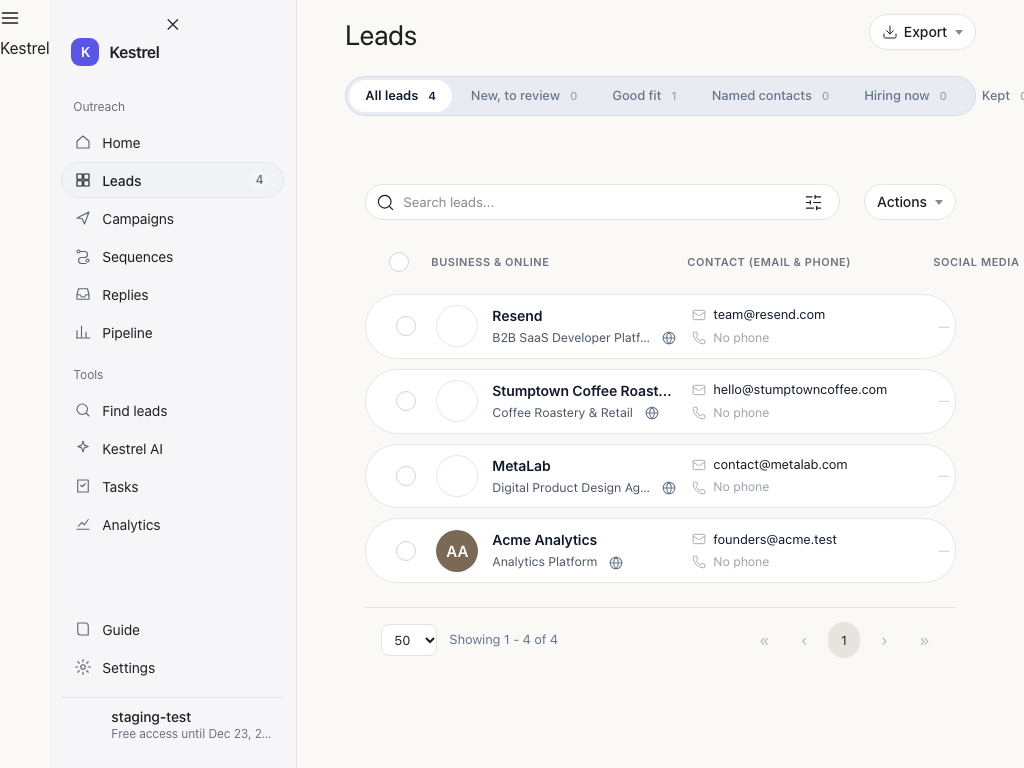 Kestrel
K Kestrel
Outreach
Home
Leads 4
Campaigns
Sequences
Replies
Pipeline
Tools
Find leads
Kestrel AI
Tasks
Analytics
Guide
Settings
staging-test
Free access until Dec 23, 2...
Leads
Export
All leads 4 New, to review 0 Good fit 1 Named contacts 0 Hiring now 0 Kept
Search leads...
Actions
BUSINESS & ONLINE CONTACT (EMAIL & PHONE) SOCIAL MEDIA
Resend team@resend.com
B2B SaaS Developer Platf... No phone
—
Stumptown Coffee Roast... hello@stumptowncoffee.com
Coffee Roastery & Retail No phone
—
MetaLab contact@metalab.com
Digital Product Design Ag... No phone
—
AA Acme Analytics founders@acme.test
Analytics Platform No phone
—
50 Showing 1 - 4 of 4 « ‹ 1 › »